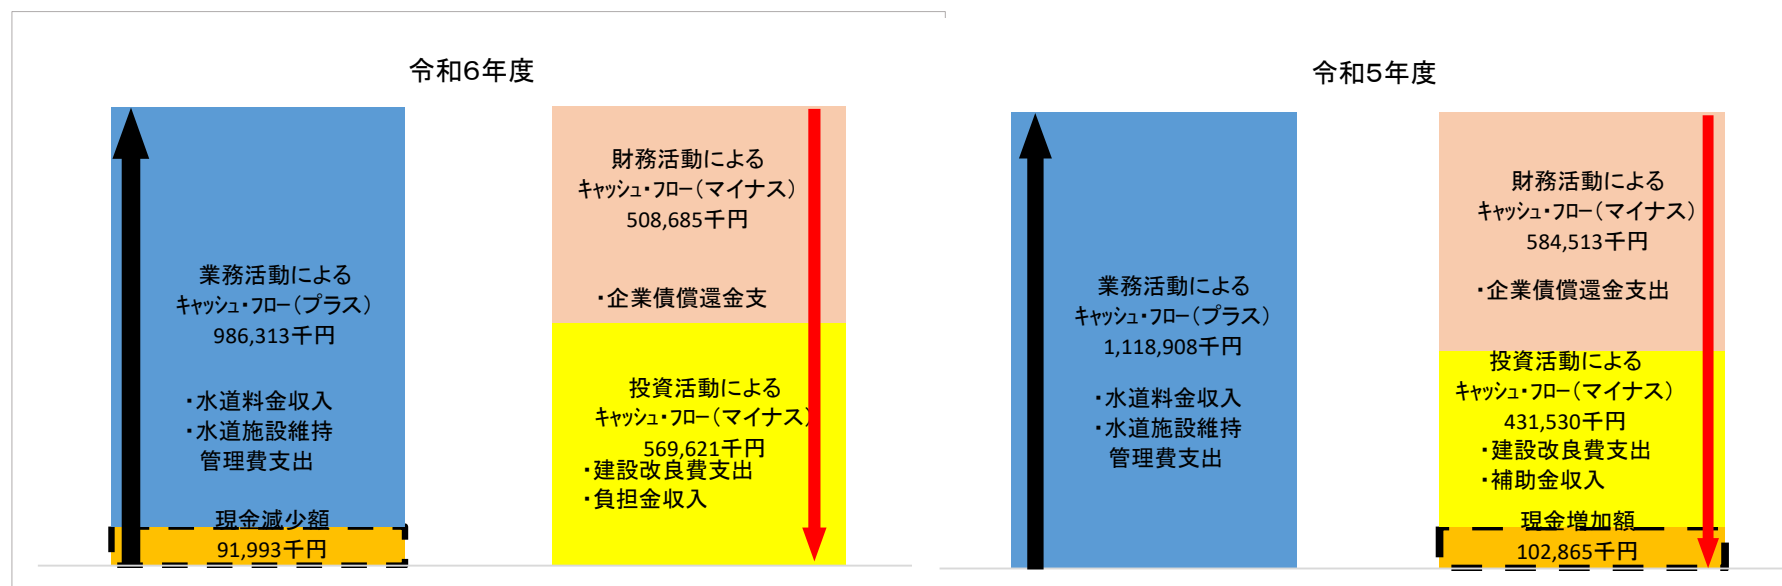 令和6年度
業務活動による
ｷｬｯｼｭ・ﾌﾛｰ(プラス)
986,313千円
・水道料金収入
・水道施設維持
管理費支出
現金減少額
91,993千円
財務活動による
ｷｬｯｼｭ・ﾌﾛｰ(マイナス)
508,685千円
・企業債償還金支
投資活動による
ｷｬｯｼｭ・ﾌﾛｰ(マイナス)
569,621千円
・建設改良費支出
・負担金収入
令和5年度
業務活動による
ｷｬｯｼｭ・ﾌﾛｰ(プラス)
1,118,908千円
・水道料金収入
・水道施設維持
管理費支出
財務活動による
ｷｬｯｼｭ・ﾌﾛｰ(マイナス)
584,513千円
・企業債償還金支出
投資活動による
ｷｬｯｼｭ・ﾌﾛｰ(マイナス)
431,530千円
・建設改良費支出
・補助金収入
現金増加額
102,865千円